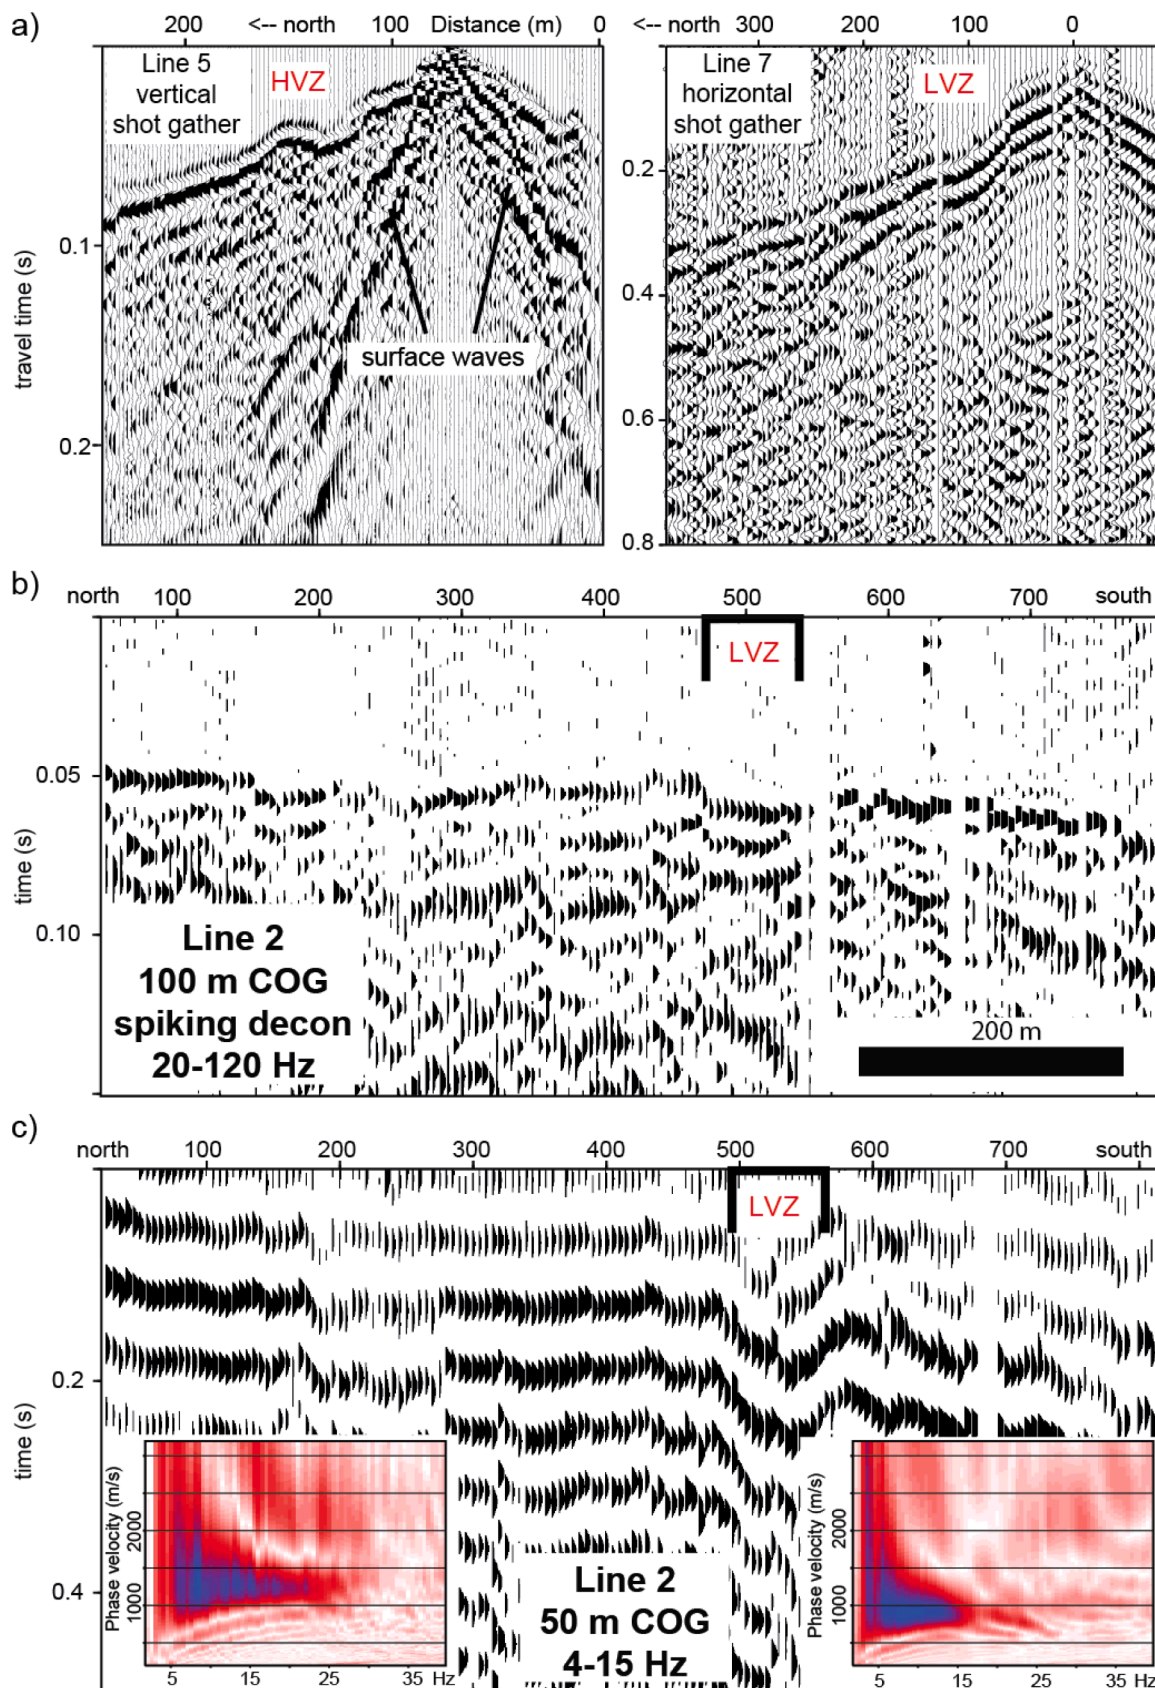 a)
200 <-- north 100 Distance (m) 0
<-- north 300 200 100 0
Line 5
vertical
shot gather
HVZ
Line 7
horizontal
shot gather
LVZ
travel time (s)
0.1
0.2
surface waves
0.2
0.4
0.6
0.8
b)
north 100 200 300 400 500 600 700 south
LVZ
time (s)
0.05
0.10
Line 2
100 m COG
spiking decon
20-120 Hz
200 m
c)
north 100 200 300 400 500 600 700 south
LVZ
time (s)
0.2
0.4
Phase velocity (m/s)
2000
1000
5 15 25 35 Hz
Line 2
50 m COG
4-15 Hz
Phase velocity (m/s)
2000
1000
5 15 25 35 Hz